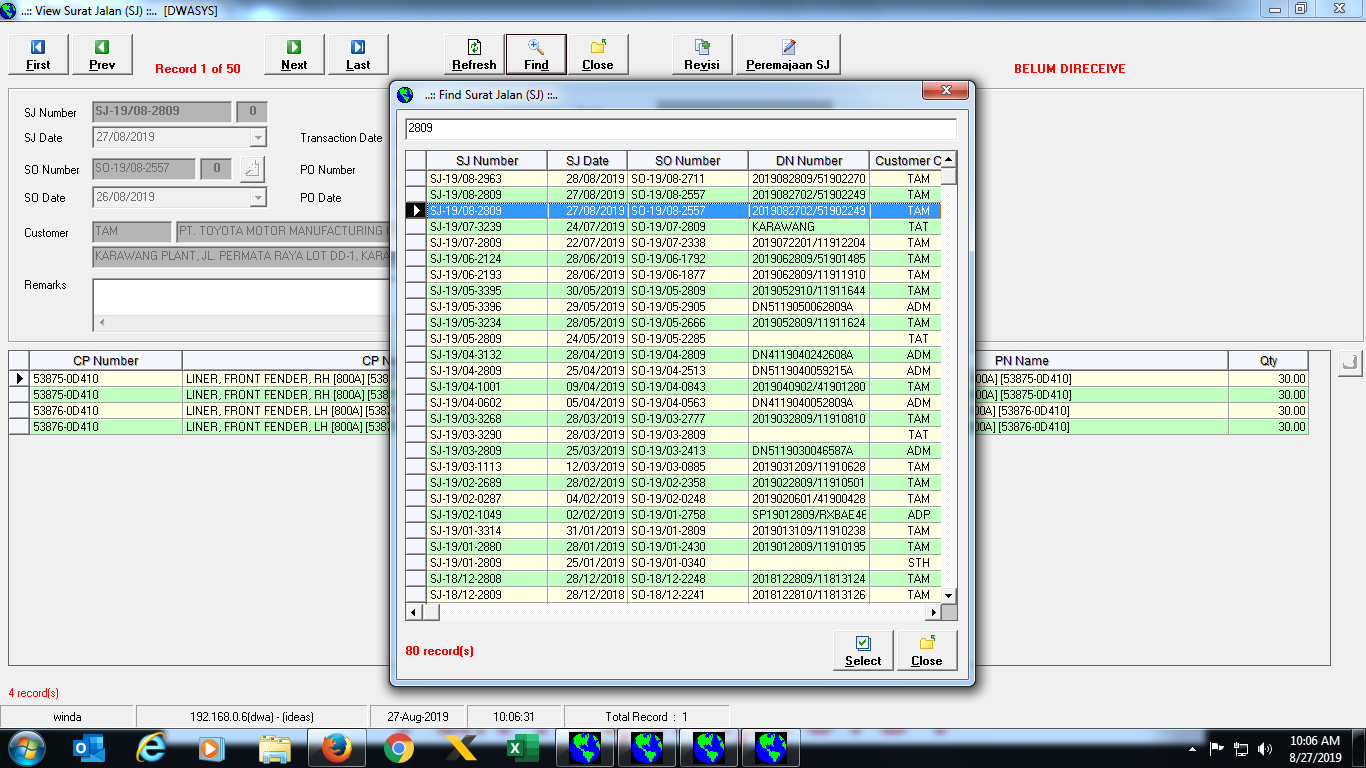 ..:: View Surat Jalan (SJ) ::.. [DWASYS]
First Prev Record 1 of 50 Next Last Refresh Find Close Revisi Peremajaan SJ BELUM DIRECEIVE
SJ Number SJ-19/08-2809 0
SJ Date 27/08/2019 Transaction Date
SO Number SO-19/08-2557 0 PO Number
SO Date 26/08/2019 PO Date
Customer TAM PT. TOYOTA MOTOR MANUFACTURING
KARAWANG PLANT, JL. PERMATA RAYA LOT DD-1,
Remarks
CP Number CP N PN Name Qty
53875-0D410 LINER, FRONT FENDER, RH [800A] 00A] [53875-0D410] 30.00
53875-0D410 LINER, FRONT FENDER, RH [800A] 00A] [53875-0D410] 30.00
53876-0D410 LINER, FRONT FENDER, LH [800A] 00A] [53876-0D410] 30.00
53876-0D410 LINER, FRONT FENDER, LH [800A] 00A] [53876-0D410] 30.00
4 record(s)
..:: Find Surat Jalan (SJ) ::..
2809
SJ Number SJ Date SO Number DN Number Customer C
SJ-19/08-2963 28/08/2019 SO-19/08-2711 2019082809/51902270 TAM
SJ-19/08-2809 27/08/2019 SO-19/08-2557 2019082702/51902249 TAM
SJ-19/08-2809 27/08/2019 SO-19/08-2557 2019082702/51902249 TAM
SJ-19/07-3239 24/07/2019 SO-19/07-2809 KARAWANG TAT
SJ-19/07-2809 22/07/2019 SO-19/07-2338 2019072201/11912204 TAM
SJ-19/06-2124 28/06/2019 SO-19/06-1792 2019062809/51901485 TAM
SJ-19/06-2193 28/06/2019 SO-19/06-1877 2019062809/11911910 TAM
SJ-19/05-3395 30/05/2019 SO-19/05-2809 2019052910/11911644 TAM
SJ-19/05-3396 29/05/2019 SO-19/05-2905 DN5119050062809A ADM
SJ-19/05-3234 28/05/2019 SO-19/05-2666 2019052809/11911624 TAM
SJ-19/05-2809 24/05/2019 SO-19/05-2285 TAT
SJ-19/04-3132 28/04/2019 SO-19/04-2809 DN4119040242608A ADM
SJ-19/04-2809 25/04/2019 SO-19/04-2513 DN4119040059215A ADM
SJ-19/04-1001 09/04/2019 SO-19/04-0843 2019040902/41901280 TAM
SJ-19/04-0602 05/04/2019 SO-19/04-0563 DN4119040052809A ADM
SJ-19/03-3268 28/03/2019 SO-19/03-2777 2019032809/11910810 TAM
SJ-19/03-3290 28/03/2019 SO-19/03-2809 TAT
SJ-19/03-2809 25/03/2019 SO-19/03-2413 DN5119030046587A ADM
SJ-19/03-1113 12/03/2019 SO-19/03-0885 2019031209/11910628 TAM
SJ-19/02-2689 28/02/2019 SO-19/02-2358 2019022809/11910501 TAM
SJ-19/02-0287 04/02/2019 SO-19/02-0248 2019020601/41900428 TAM
SJ-19/02-1049 02/02/2019 SO-19/01-2758 SP19012809/RXBAE4E ADP
SJ-19/01-3314 31/01/2019 SO-19/01-2809 2019013109/11910238 TAM
SJ-19/01-2880 28/01/2019 SO-19/01-2430 2019012809/11910195 TAM
SJ-19/01-2809 25/01/2019 SO-19/01-0340 STH
SJ-18/12-2808 28/12/2018 SO-18/12-2248 2018122809/11813124 TAM
SJ-18/12-2809 28/12/2018 SO-18/12-2241 2018122810/11813126 TAM
80 record(s) Select Close
winda 192.168.0.6(dwa) - (ideas) 27-Aug-2019 10:06:31 Total Record : 1
10:06 AM
8/27/2019